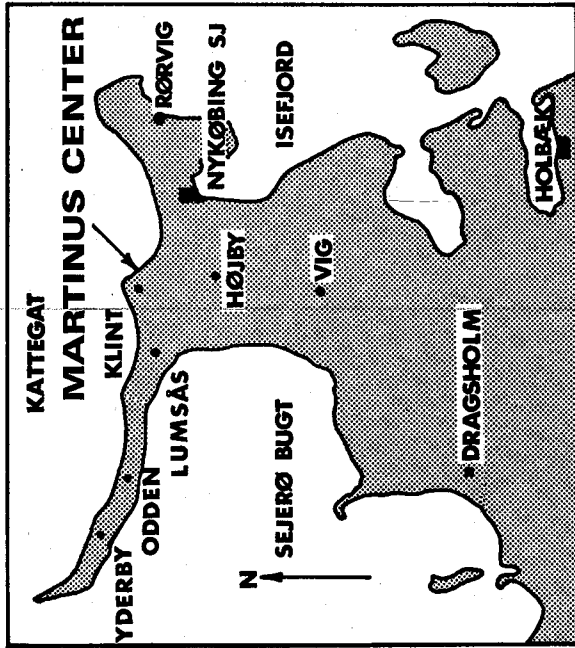 KATTEGAT
MARTINUS CENTER
KLINT
RØRVIG
NYKØBING SJ
ISEFJORD
YDERBY
ODDEN
LUMSÅS
HØJBY
VIG
SEJERØ BUGT
N
DRAGSHOLM
HOLBÆK